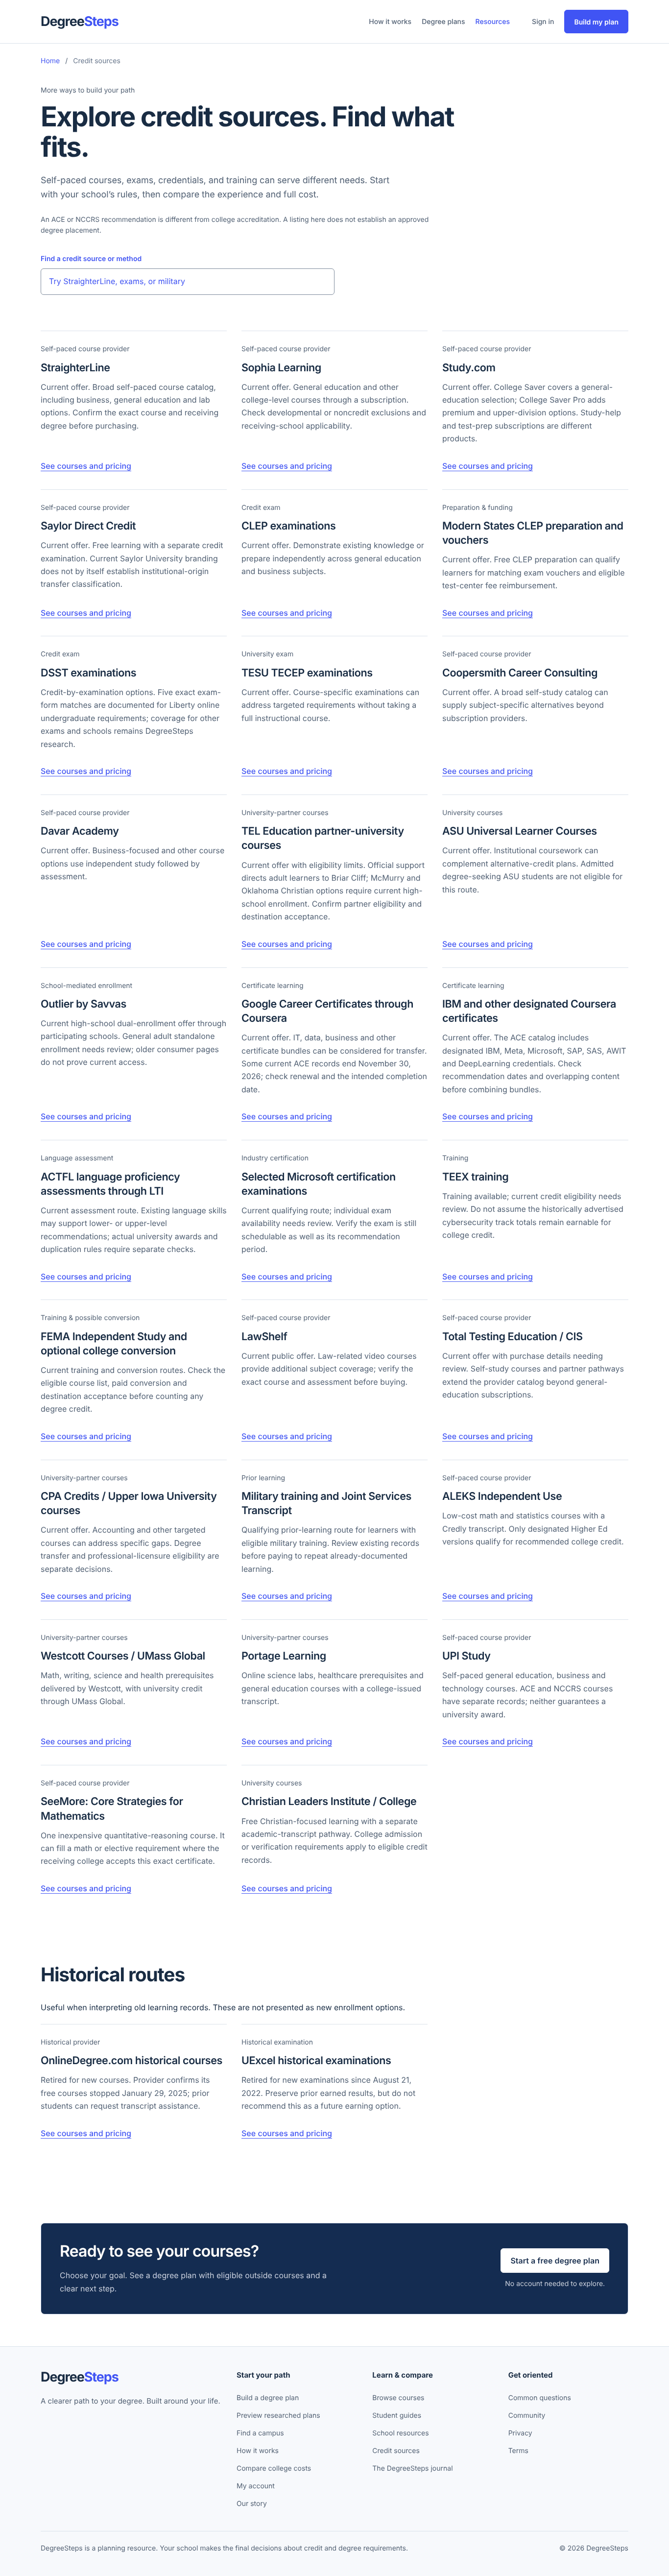 DegreeSteps
How it works
Degree plans
Resources
Sign in
Build my plan
Home / Credit sources
More ways to build your path
Explore credit sources. Find what
fits.
Self-paced courses, exams, credentials, and training can serve different needs. Start
with your school's rules, then compare the experience and full cost.
An ACE or NCCRS recommendation is different from college accreditation. A listing here does not establish an approved
degree placement.
Find a credit source or method
Try StraighterLine, exams, or military
Self-paced course provider
StraighterLine
Current offer. Broad self-paced course catalog,
including business, general education and lab
options. Confirm the exact course and receiving
degree before purchasing.
See courses and pricing
Self-paced course provider
Sophia Learning
Current offer. General education and other
college-level courses through a subscription.
Check developmental or noncredit exclusions and
receiving-school applicability.
See courses and pricing
Self-paced course provider
Study.com
Current offer. College Saver covers a general-
education selection; College Saver Pro adds
premium and upper-division options. Study-help
and test-prep subscriptions are different
products.
See courses and pricing
Self-paced course provider
Saylor Direct Credit
Current offer. Free learning with a separate credit
examination. Current Saylor University branding
does not by itself establish institutional-origin
transfer classification.
See courses and pricing
Credit exam
CLEP examinations
Current offer. Demonstrate existing knowledge or
prepare independently across general education
and business subjects.
See courses and pricing
Preparation & funding
Modern States CLEP preparation and
vouchers
Current offer. Free CLEP preparation can qualify
learners for matching exam vouchers and eligible
test-center fee reimbursement.
See courses and pricing
Credit exam
DSST examinations
Credit-by-examination options. Five exact exam-
form matches are documented for Liberty online
undergraduate requirements; coverage for other
exams and schools remains DegreeSteps
research.
See courses and pricing
University exam
TESU TECEP examinations
Current offer. Course-specific examinations can
address targeted requirements without taking a
full instructional course.
See courses and pricing
Self-paced course provider
Coopersmith Career Consulting
Current offer. A broad self-study catalog can
supply subject-specific alternatives beyond
subscription providers.
See courses and pricing
Self-paced course provider
Davar Academy
Current offer. Business-focused and other course
options use independent study followed by
assessment.
See courses and pricing
University-partner courses
TEL Education partner-university
courses
Current offer with eligibility limits. Official support
directs adult learners to Briar Cliff; McMurry and
Oklahoma Christian options require current high-
school enrollment. Confirm partner eligibility and
destination acceptance.
See courses and pricing
University courses
ASU Universal Learner Courses
Current offer. Institutional coursework can
complement alternative-credit plans. Admitted
degree-seeking ASU students are not eligible for
this route.
See courses and pricing
School-mediated enrollment
Outlier by Savvas
Current high-school dual-enrollment offer through
participating schools. General adult standalone
enrollment needs review; older consumer pages
do not prove current access.
See courses and pricing
Certificate learning
Google Career Certificates through
Coursera
Current offer. IT, data, business and other
certificate bundles can be considered for transfer.
Some current ACE records end November 30,
2026; check renewal and the intended completion
date.
See courses and pricing
Certificate learning
IBM and other designated Coursera
certificates
Current offer. The ACE catalog includes
designated IBM, Meta, Microsoft, SAP, SAS, AWIT
and DeepLearning credentials. Check
recommendation dates and overlapping content
before combining bundles.
See courses and pricing
Language assessment
ACTFL language proficiency
assessments through LTI
Current assessment route. Existing language skills
may support lower- or upper-level
recommendations; actual university awards and
duplication rules require separate checks.
See courses and pricing
Industry certification
Selected Microsoft certification
examinations
Current qualifying route; individual exam
availability needs review. Verify the exam is still
schedulable as well as its recommendation
period.
See courses and pricing
Training
TEEX training
Training available; current credit eligibility needs
review. Do not assume the historically advertised
cybersecurity track totals remain earnable for
college credit.
See courses and pricing
Training & possible conversion
FEMA Independent Study and
optional college conversion
Current training and conversion routes. Check the
eligible course list, paid conversion and
destination acceptance before counting any
degree credit.
See courses and pricing
Self-paced course provider
LawShelf
Current public offer. Law-related video courses
provide additional subject coverage; verify the
exact course and assessment before buying.
See courses and pricing
Self-paced course provider
Total Testing Education / CIS
Current offer with purchase details needing
review. Self-study courses and partner pathways
extend the provider catalog beyond general-
education subscriptions.
See courses and pricing
University-partner courses
CPA Credits / Upper Iowa University
courses
Current offer. Accounting and other targeted
courses can address specific gaps. Degree
transfer and professional-licensure eligibility are
separate decisions.
See courses and pricing
Prior learning
Military training and Joint Services
Transcript
Qualifying prior-learning route for learners with
eligible military training. Review existing records
before paying to repeat already-documented
learning.
See courses and pricing
Self-paced course provider
ALEKS Independent Use
Low-cost math and statistics courses with a
Credly transcript. Only designated Higher Ed
versions qualify for recommended college credit.
See courses and pricing
University-partner courses
Westcott Courses / UMass Global
Math, writing, science and health prerequisites
delivered by Westcott, with university credit
through UMass Global.
See courses and pricing
University-partner courses
Portage Learning
Online science labs, healthcare prerequisites and
general education courses with a college-issued
transcript.
See courses and pricing
Self-paced course provider
UPI Study
Self-paced general education, business and
technology courses. ACE and NCCRS courses
have separate records; neither guarantees a
university award.
See courses and pricing
Self-paced course provider
SeeMore: Core Strategies for
Mathematics
One inexpensive quantitative-reasoning course. It
can fill a math or elective requirement where the
receiving college accepts this exact certificate.
See courses and pricing
University courses
Christian Leaders Institute / College
Free Christian-focused learning with a separate
academic-transcript pathway. College admission
or verification requirements apply to eligible credit
records.
See courses and pricing
Historical routes
Useful when interpreting old learning records. These are not presented as new enrollment options.
Historical provider
OnlineDegree.com historical courses
Retired for new courses. Provider confirms its
free courses stopped January 29, 2025; prior
students can request transcript assistance.
See courses and pricing
Historical examination
UExcel historical examinations
Retired for new examinations since August 21,
2022. Preserve prior earned results, but do not
recommend this as a future earning option.
See courses and pricing
Ready to see your courses?
Choose your goal. See a degree plan with eligible outside courses and a
clear next step.
Start a free degree plan
No account needed to explore.
DegreeSteps
A clearer path to your degree. Built around your life.
Start your path
Build a degree plan
Preview researched plans
Find a campus
How it works
Compare college costs
My account
Our story
Learn & compare
Browse courses
Student guides
School resources
Credit sources
The DegreeSteps journal
Get oriented
Common questions
Community
Privacy
Terms
DegreeSteps is a planning resource. Your school makes the final decisions about credit and degree requirements.
© 2026 DegreeSteps